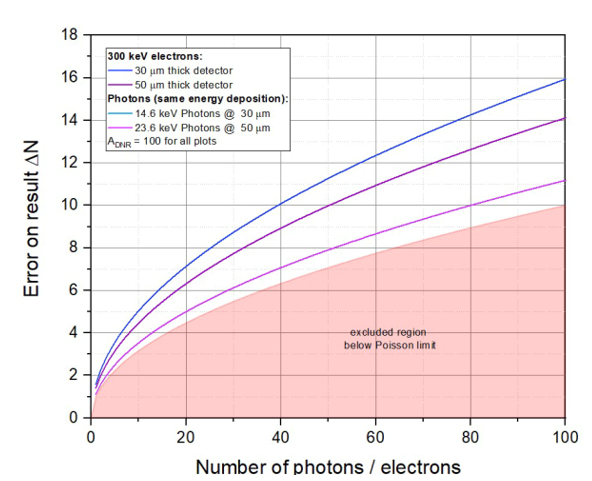 18
16
14
12
10
8
6
4
2
0
Error on result ΔN
300 keV electrons:
30 μm thick detector
50 μm thick detector
Photons (same energy deposition):
14.6 keV Photons @ 30 μm
23.6 keV Photons @ 50 μm
A_DNR = 100 for all plots
excluded region
below Poisson limit
0 20 40 60 80 100
Number of photons / electrons